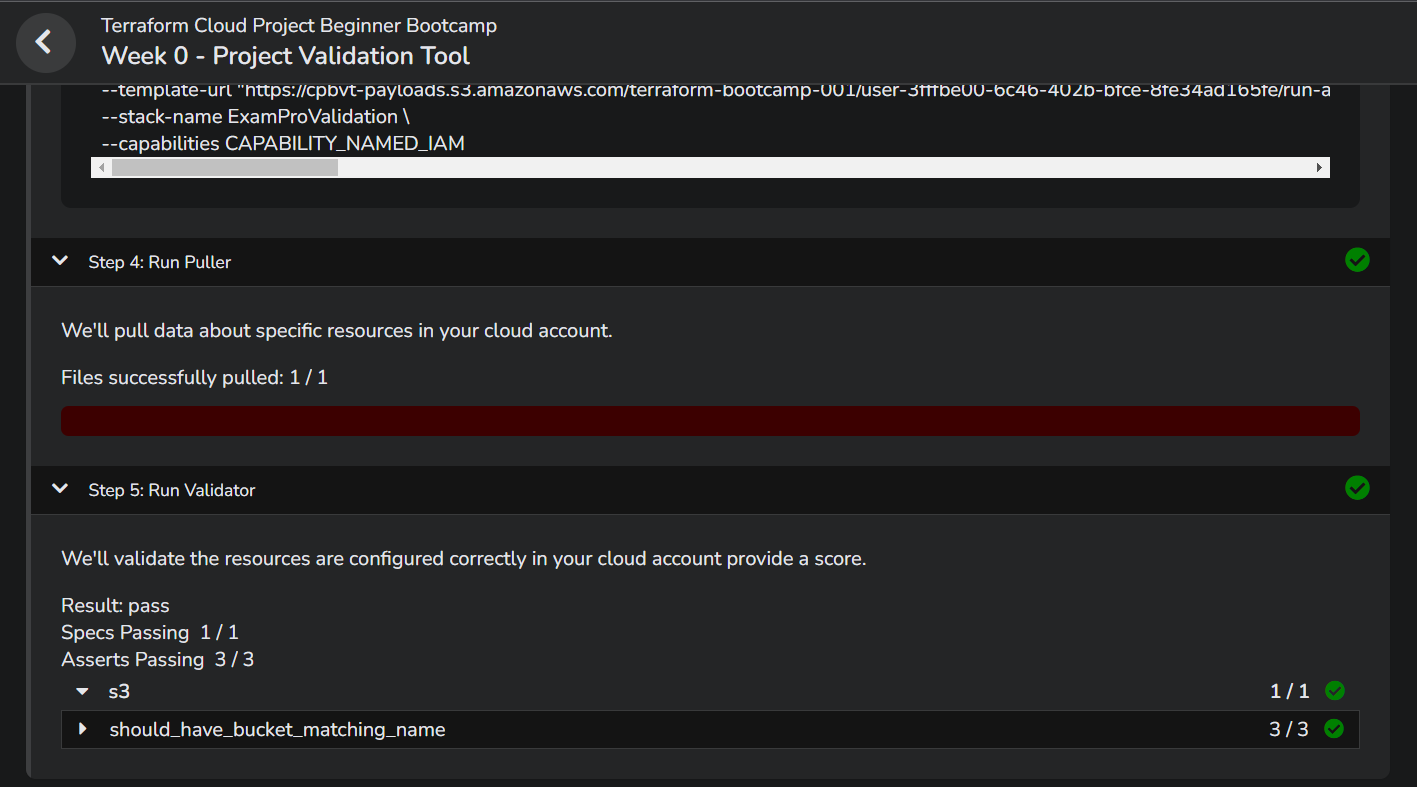 Terraform Cloud Project Beginner Bootcamp
Week 0 - Project Validation Tool
--template-url "https://cpbvt-payloads.s3.amazonaws.com/terraform-bootcamp-001/user-3fffbe00-6c46-402b-bfce-8fe34ad165fe/run-a
--stack-name ExamProValidation \
--capabilities CAPABILITY_NAMED_IAM
Step 4: Run Puller
We'll pull data about specific resources in your cloud account.
Files successfully pulled: 1 / 1
Step 5: Run Validator
We'll validate the resources are configured correctly in your cloud account provide a score.
Result: pass
Specs Passing 1 / 1
Asserts Passing 3 / 3
s3 1 / 1
should_have_bucket_matching_name 3 / 3